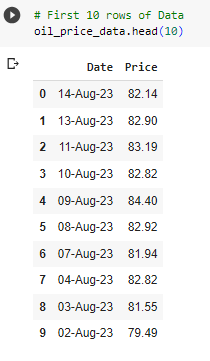 # First 10 rows of Data
oil_price_data.head(10)
Date Price
0 14-Aug-23 82.14
1 13-Aug-23 82.90
2 11-Aug-23 83.19
3 10-Aug-23 82.82
4 09-Aug-23 84.40
5 08-Aug-23 82.92
6 07-Aug-23 81.94
7 04-Aug-23 82.82
8 03-Aug-23 81.55
9 02-Aug-23 79.49